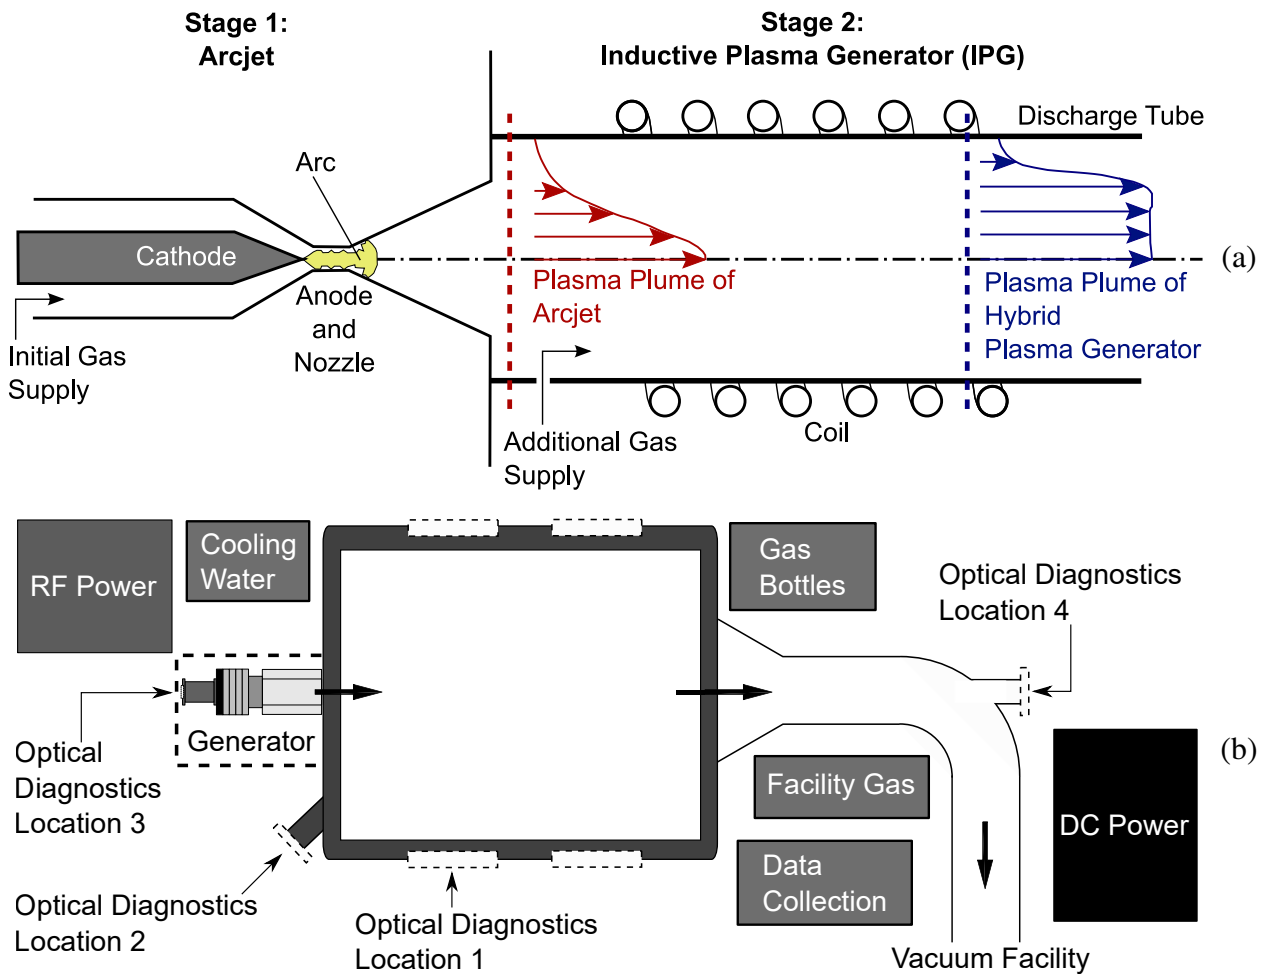 Stage 1:
Arcjet
Stage 2:
Inductive Plasma Generator (IPG)
Discharge Tube
Arc
Cathode
Anode
and
Nozzle
Initial Gas
Supply
Plasma Plume of
Arcjet
Plasma Plume of
Hybrid
Plasma Generator
(a)
Additional Gas
Supply
Coil
RF Power
Cooling
Water
Gas
Bottles
Optical Diagnostics
Location 4
Generator
Optical
Diagnostics
Location 3
Facility Gas
DC Power
(b)
Data
Collection
Optical Diagnostics
Location 2
Optical Diagnostics
Location 1
Vacuum Facility